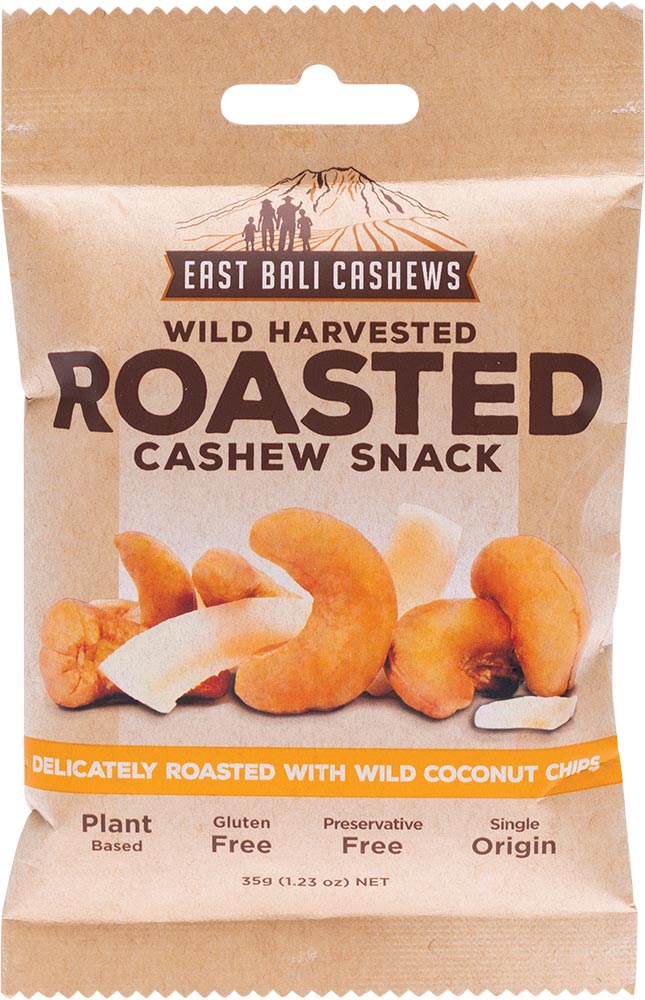 EAST BALI CASHEWS
WILD HARVESTED
ROASTED
CASHEW SNACK
DELICATELY ROASTED WITH WILD COCONUT CHIPS
Plant Based
Gluten Free
Preservative Free
Single Origin
35g (1.23 oz) NET